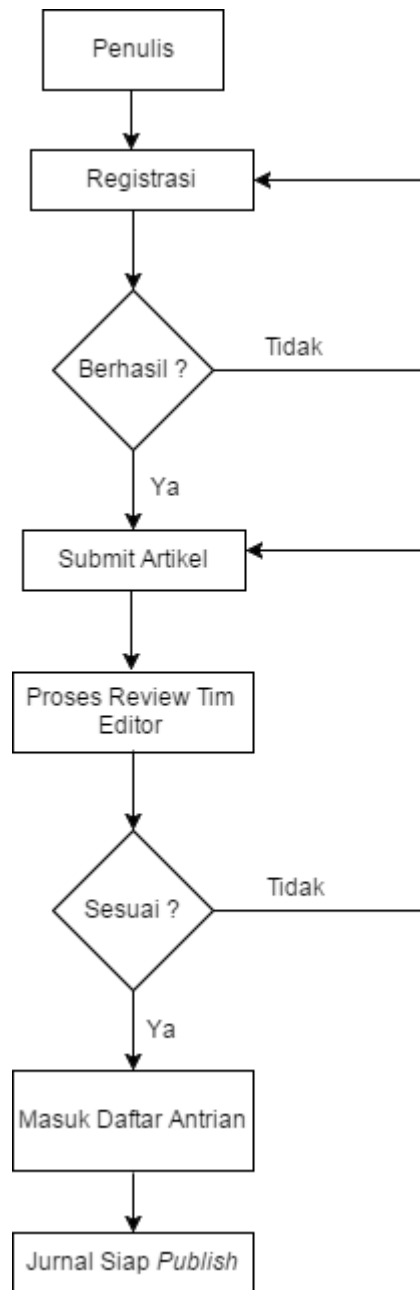 Penulis
Registrasi
Berhasil ?
Tidak
Ya
Submit Artikel
Proses Review Tim
Editor
Sesuai ?
Tidak
Ya
Masuk Daftar Antrian
Jurnal Siap Publish